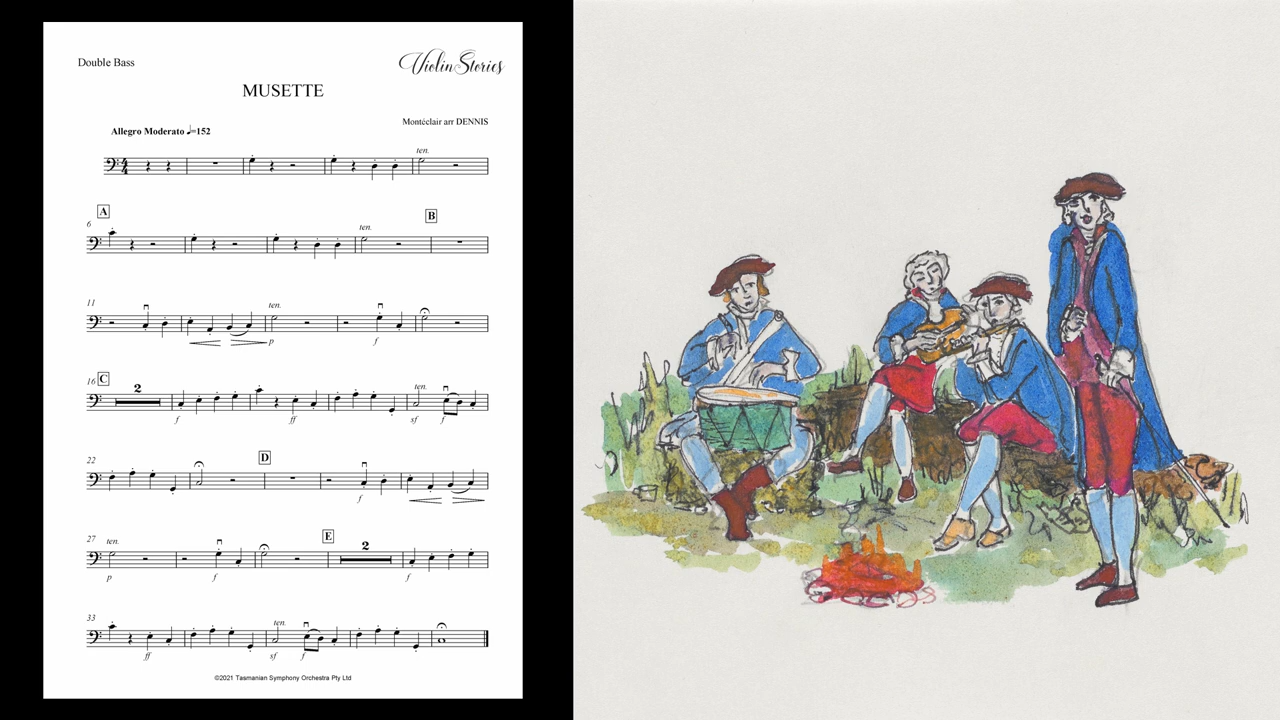 Double Bass
ViolinStories
MUSETTE
Montéclair arr DENNIS
Allegro Moderato ♩=152
ten.
A
B
6
ten.
11
ten.
p
f
16
C
2
ten.
f
ff
sf
f
22
D
f
27
ten.
E
2
p
f
f
33
ten.
ff
sf
f
©2021 Tasmanian Symphony Orchestra Pty Ltd